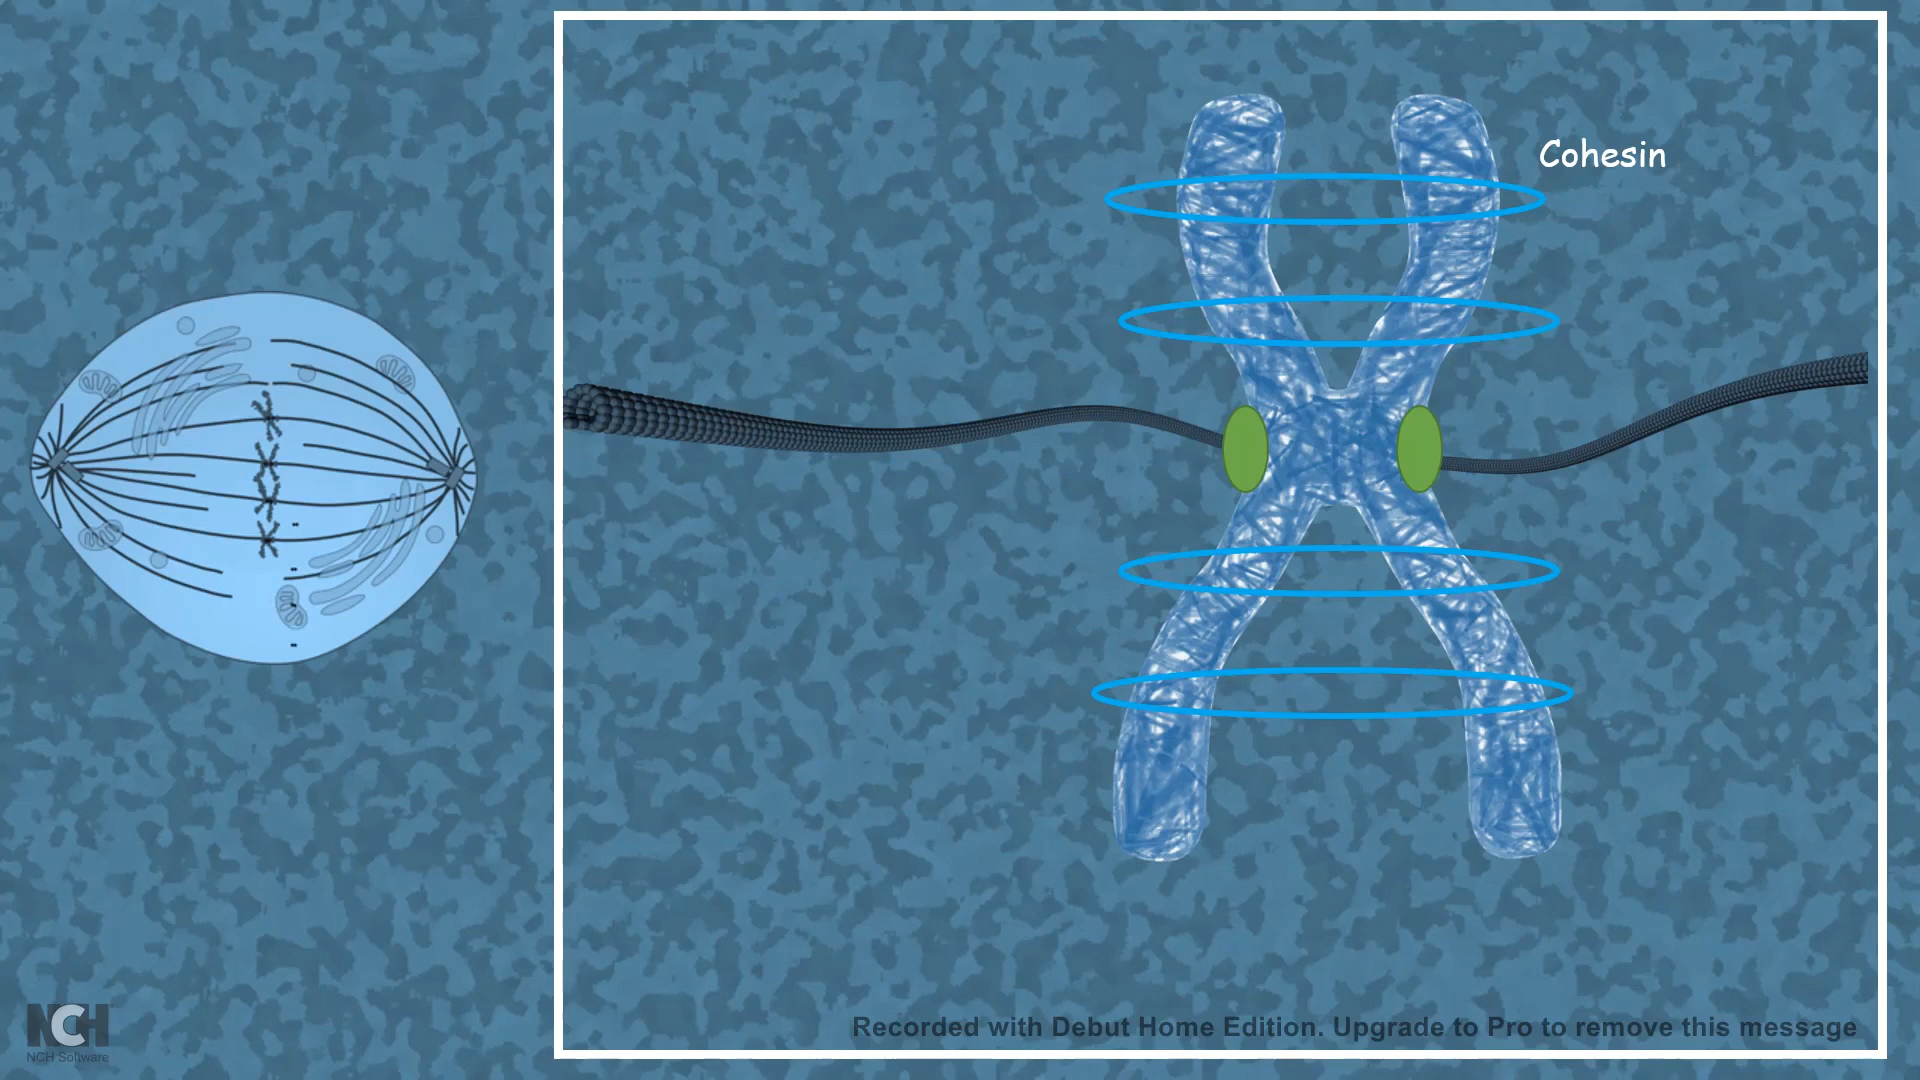 Cohesin
NCH
NCH Software
Recorded with Debut Home Edition. Upgrade to Pro to remove this message